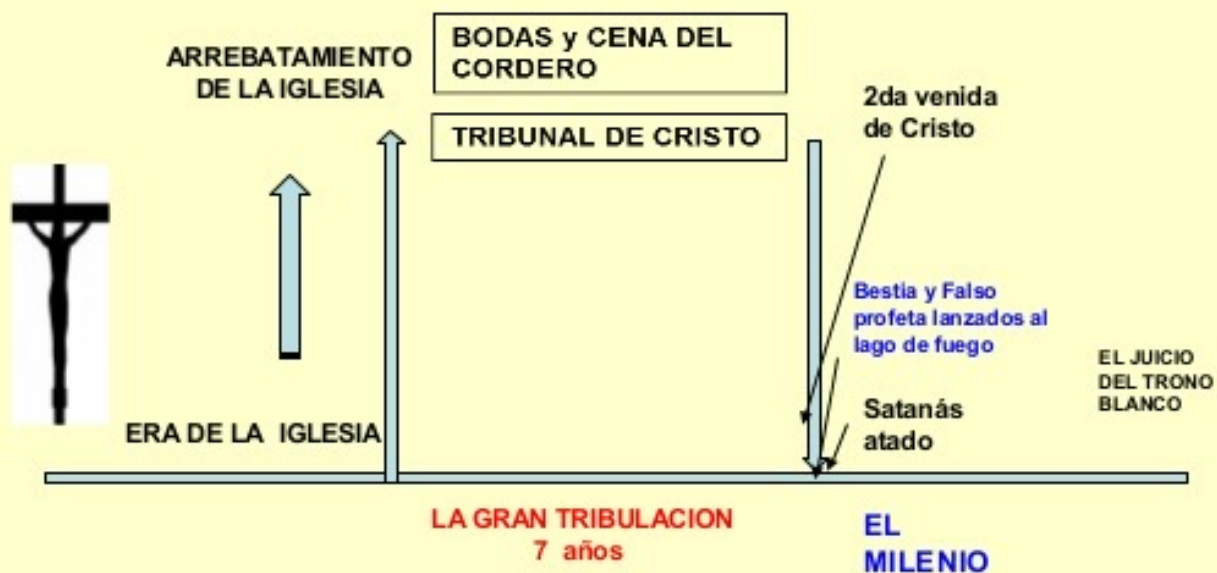 ARREBATAMIENTO
DE LA IGLESIA
BODAS y CENA DEL
CORDERO
TRIBUNAL DE CRISTO
2da venida
de Cristo
Bestia y Falso
profeta lanzados al
lago de fuego
EL JUICIO
DEL TRONO
BLANCO
Satanás
atado
ERA DE LA IGLESIA
LA GRAN TRIBULACION
7 años
EL
MILENIO